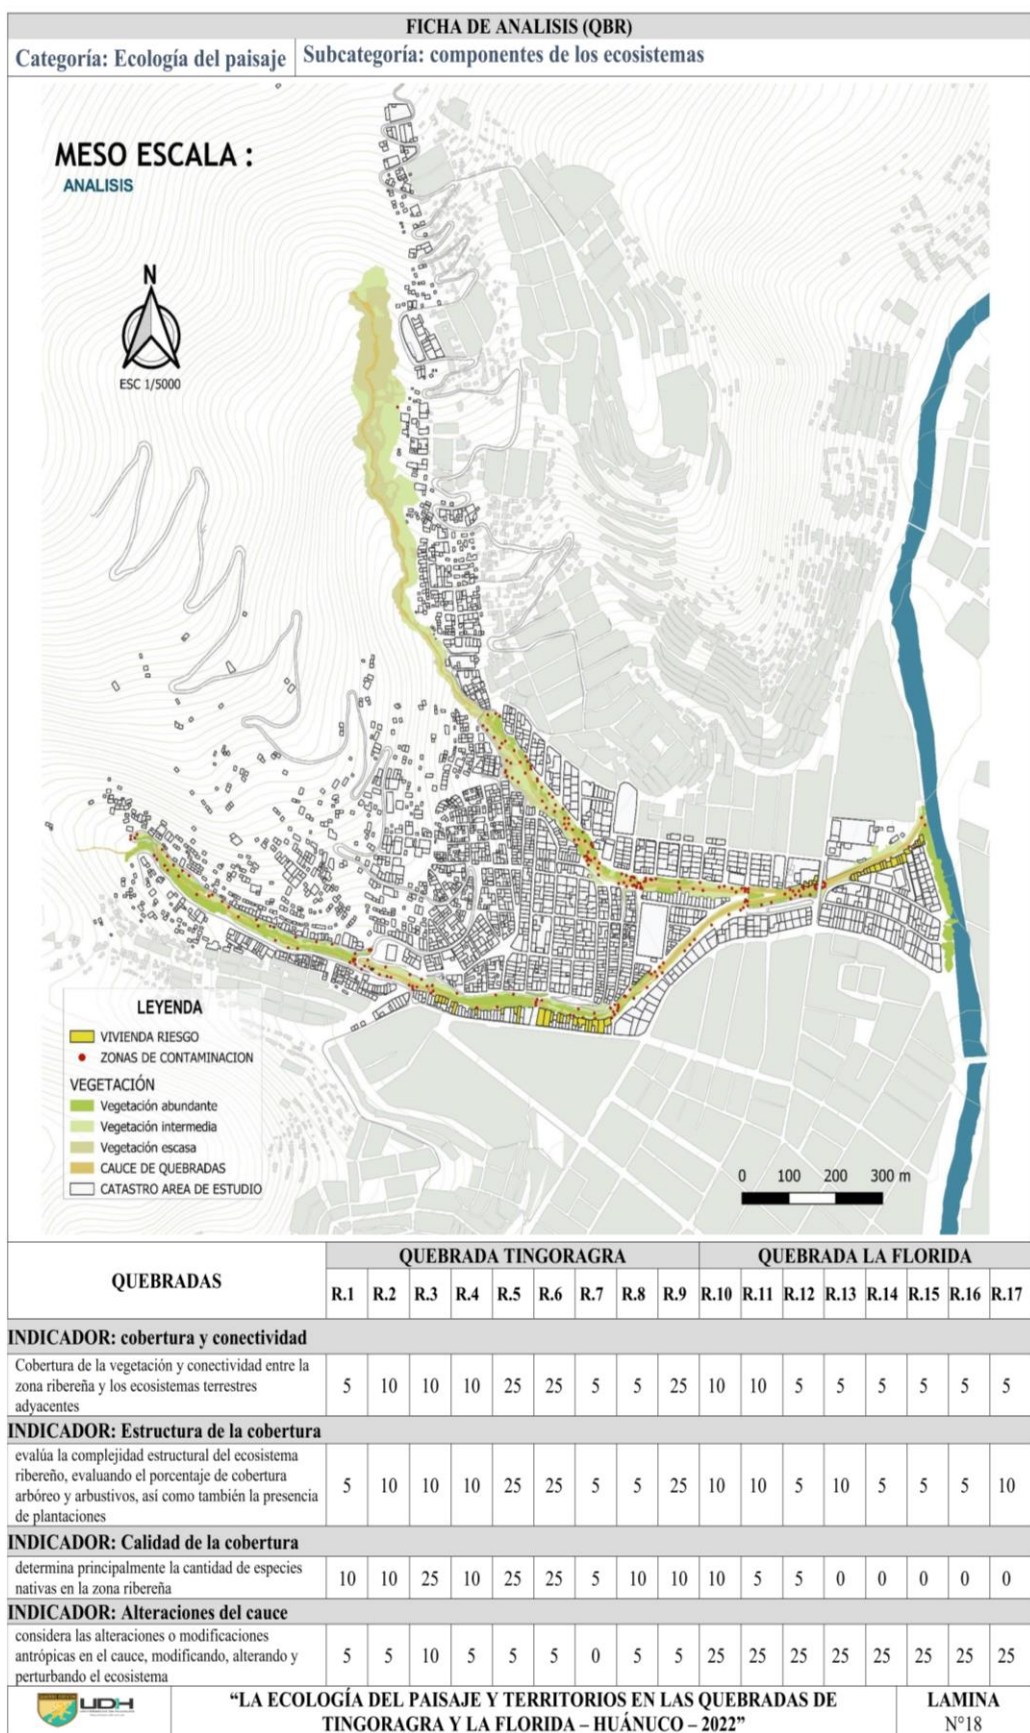 FICHA DE ANALISIS (QBR)
Categoría: Ecología del paisaje
Subcategoría: componentes de los ecosistemas
MESO ESCALA :
ANALISIS
N
ESC 1/5000
LEYENDA
VIVIENDA RIESGO
ZONAS DE CONTAMINACION
VEGETACIÓN
Vegetación abundante
Vegetación intermedia
Vegetación escasa
CAUCE DE QUEBRADAS
CATASTRO AREA DE ESTUDIO
0 100 200 300 m
QUEBRADAS
QUEBRADA TINGORAGRA
QUEBRADA LA FLORIDA
R.1 R.2 R.3 R.4 R.5 R.6 R.7 R.8 R.9 R.10 R.11 R.12 R.13 R.14 R.15 R.16 R.17
INDICADOR: cobertura y conectividad
Cobertura de la vegetación y conectividad entre la
zona ribereña y los ecosistemas terrestres
adyacentes
5 10 10 10 25 25 5 5 25 10 10 5 5 5 5 5 5
INDICADOR: Estructura de la cobertura
evalúa la complejidad estructural del ecosistema
ribereño, evaluando el porcentaje de cobertura
arbóreo y arbustivos, así como también la presencia
de plantaciones
5 10 10 10 25 25 5 5 25 10 10 5 10 5 5 5 10
INDICADOR: Calidad de la cobertura
determina principalmente la cantidad de especies
nativas en la zona ribereña
10 10 25 10 25 25 5 10 10 10 5 5 0 0 0 0 0
INDICADOR: Alteraciones del cauce
considera las alteraciones o modificaciones
antrópicas en el cauce, modificando, alterando y
perturbando el ecosistema
5 5 10 5 5 5 0 5 5 25 25 25 25 25 25 25 25
UDH
"LA ECOLOGÍA DEL PAISAJE Y TERRITORIOS EN LAS QUEBRADAS DE
TINGORAGRA Y LA FLORIDA – HUÁNUCO – 2022"
LAMINA
N°18